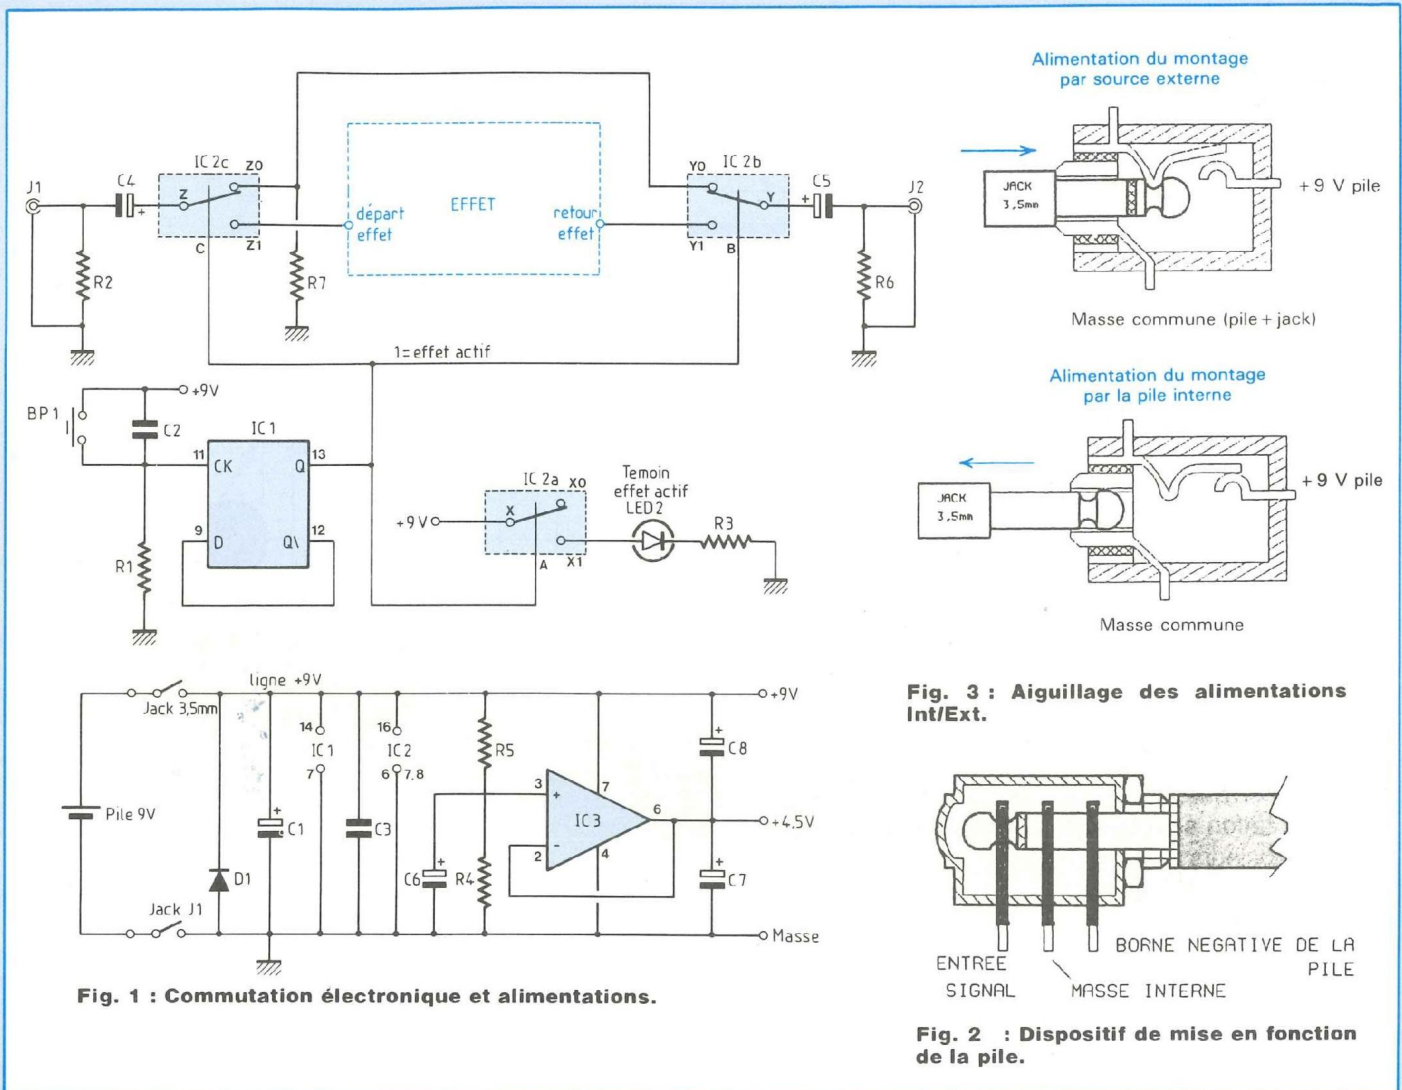 J1
C4
+
IC 2c
Z0
Z
C
Z1
R2
R7
départ
effet
EFFET
retour
effet
Y0
IC 2b
Y
Y1
B
+
C5
J2
R6
1=effet actif
BP1
+9V
C2
IC1
11
CK
Q
13
9
D
Q\
12
R1
IC 2a
X0
+9V
X
A
X1
Temoin
effet actif
LED2
R3
ligne +9V
Jack 3,5mm
Pile 9V
Jack J1
D1
+
C1
14
IC1
7
C3
16
IC2
6
7,8
R5
+
C6
R4
3
+
2
-
IC3
7
4
6
+
C8
+
C7
+9V
+4,5V
Masse
Fig. 1 : Commutation électronique et alimentations.
Alimentation du montage
par source externe
JACK
3,5mm
+ 9 V pile
Masse commune (pile + jack)
Alimentation du montage
par la pile interne
JACK
3,5mm
+ 9 V pile
Masse commune
Fig. 3 : Aiguillage des alimentations
Int/Ext.
ENTREE
SIGNAL
MASSE INTERNE
BORNE NEGATIVE DE LA
PILE
Fig. 2 : Dispositif de mise en fonction
de la pile.